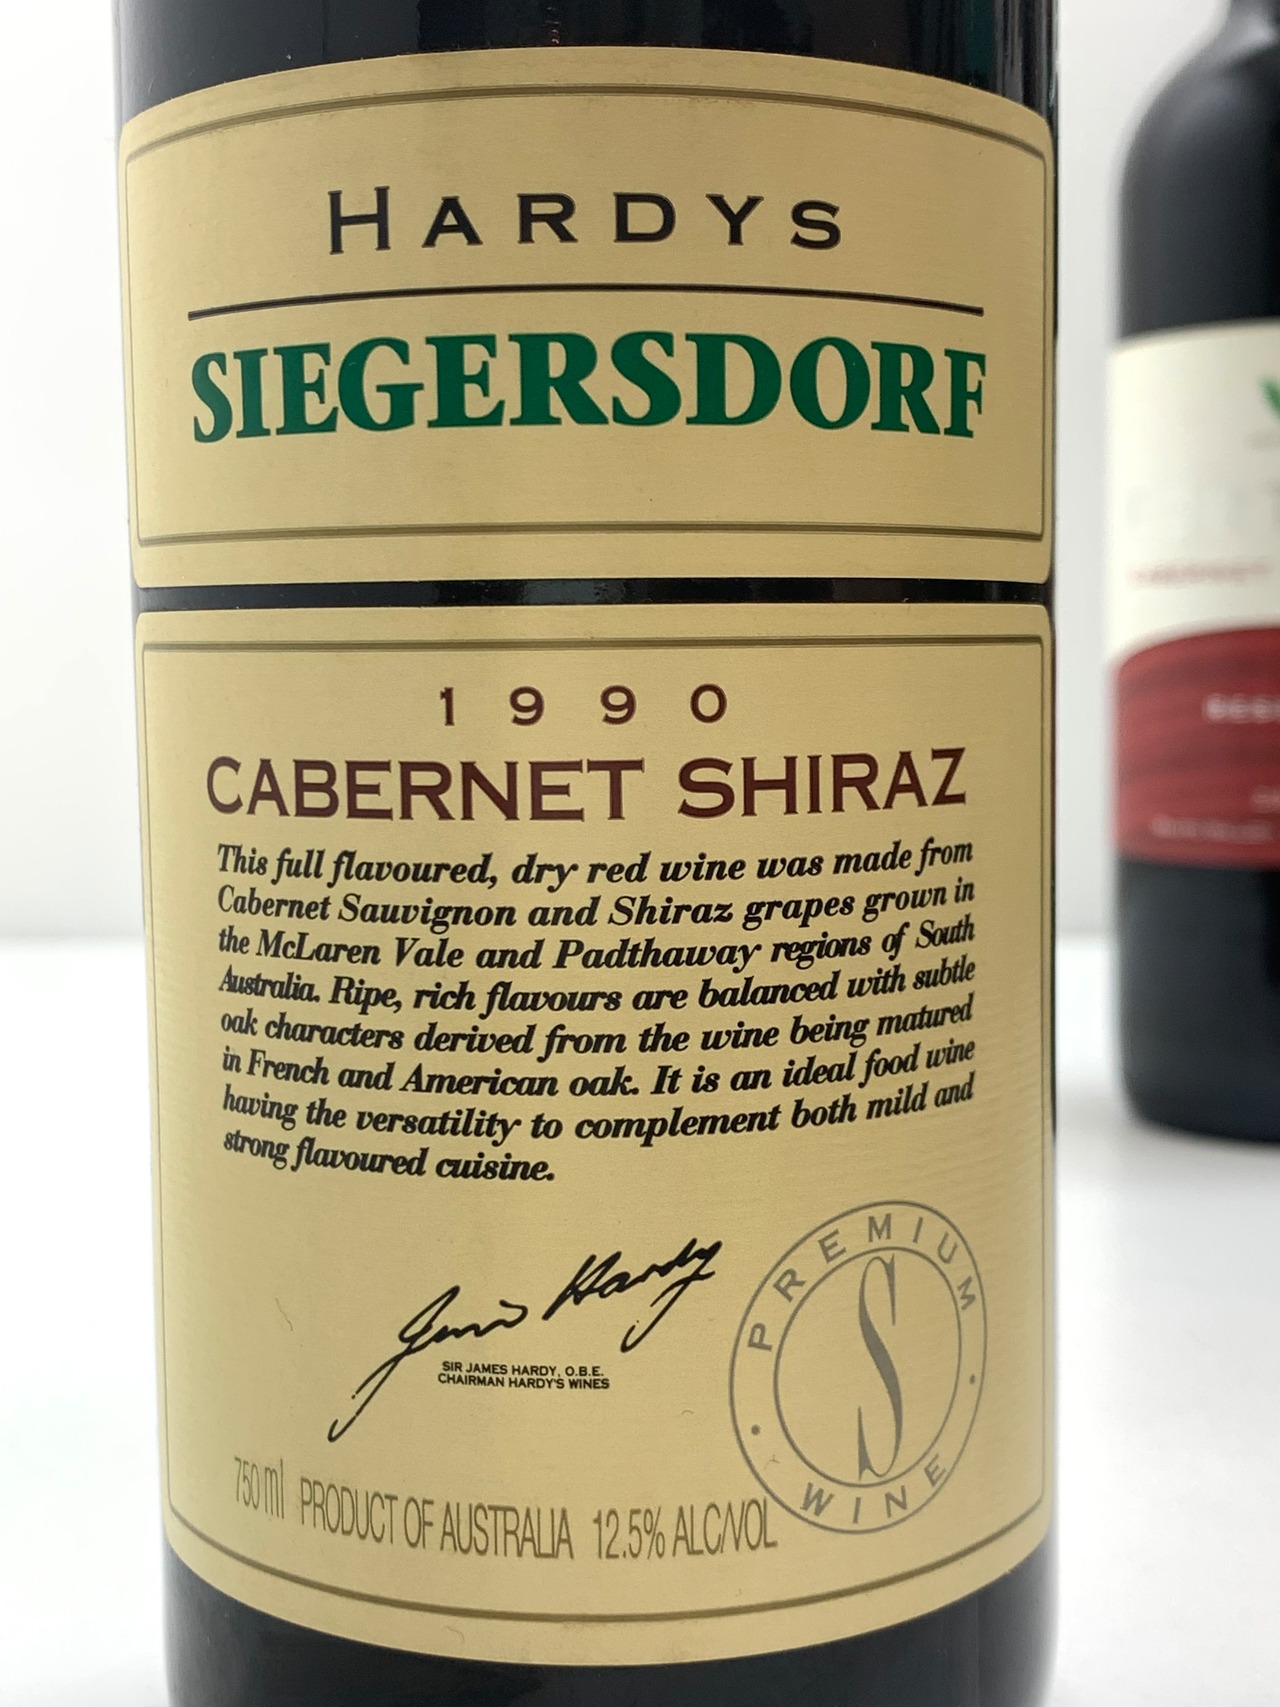 HARDYS
SIEGERSDORF
1990
CABERNET SHIRAZ
This full flavoured, dry red wine was made from
Cabernet Sauvignon and Shiraz grapes grown in
the McLaren Vale and Padthaway regions of South
Australia. Ripe, rich flavours are balanced with subtle
oak characters derived from the wine being matured
in French and American oak. It is an ideal food wine
having the versatility to complement both mild and
strong flavoured cuisine.
Hardy
SIR JAMES HARDY, O.B.E.
CHAIRMAN HARDY'S WINES
PREMIUM
S
WINE
750 ml PRODUCT OF AUSTRALIA 12.5% ALC/VOL